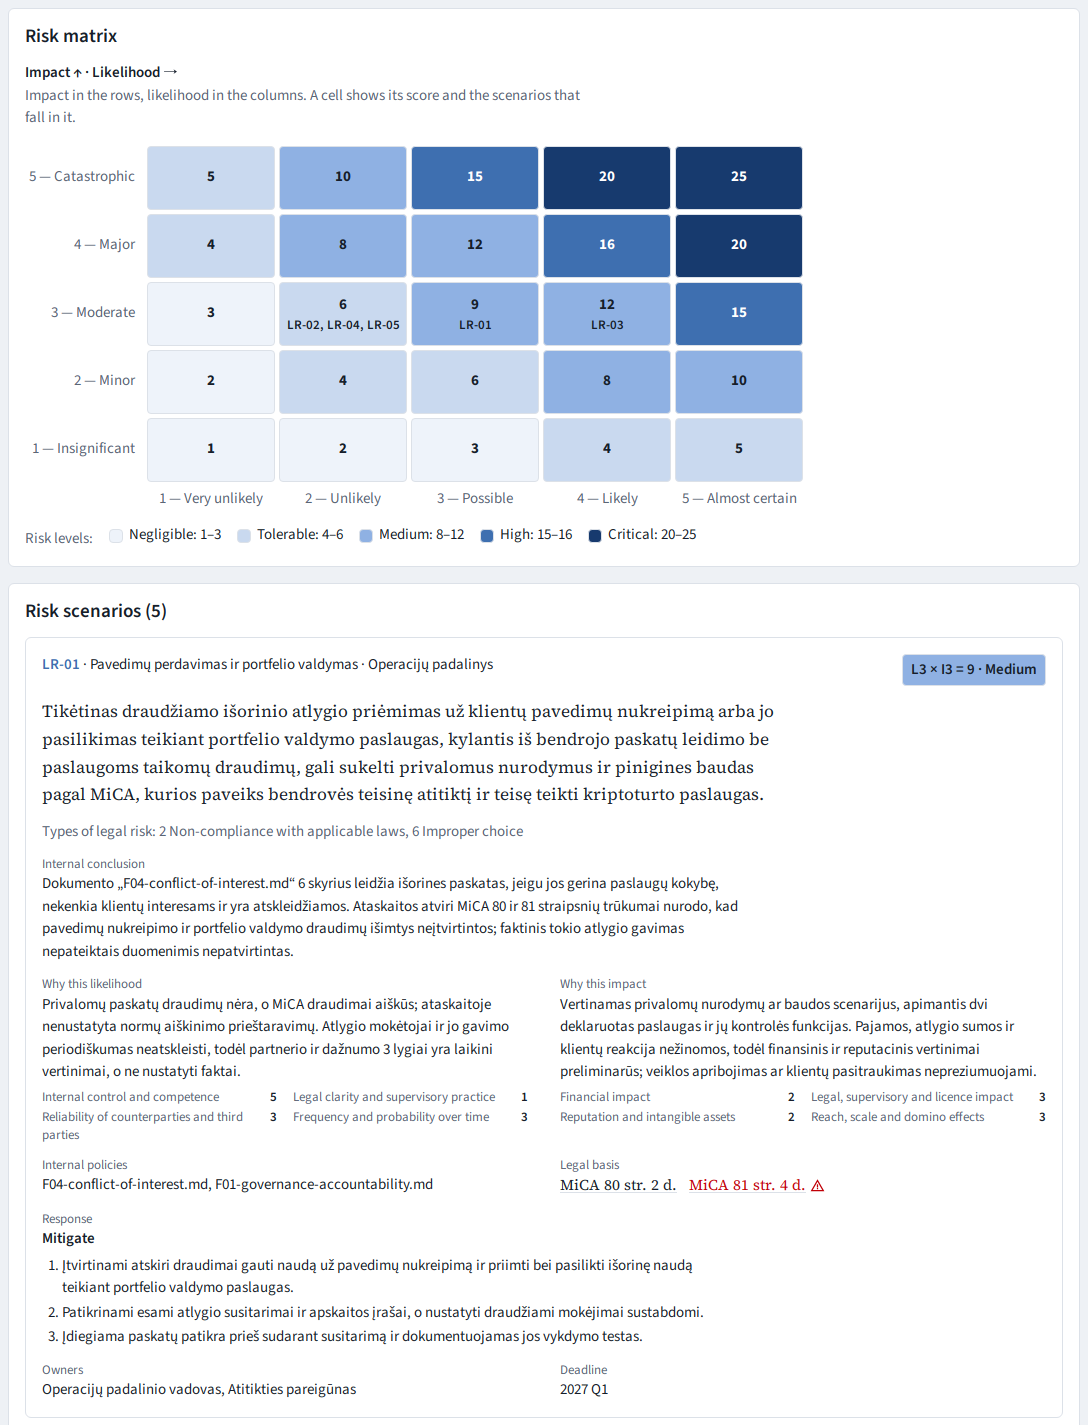 Risk matrix
Impact ↑ · Likelihood →
Impact in the rows, likelihood in the columns. A cell shows its score and the scenarios that
fall in it.
5 — Catastrophic 5 10 15 20 25
4 — Major 4 8 12 16 20
3 — Moderate 3 6 9 12 15
LR-02, LR-04, LR-05 LR-01 LR-03
2 — Minor 2 4 6 8 10
1 — Insignificant 1 2 3 4 5
1 — Very unlikely 2 — Unlikely 3 — Possible 4 — Likely 5 — Almost certain
Risk levels: Negligible: 1–3 Tolerable: 4–6 Medium: 8–12 High: 15–16 Critical: 20–25
Risk scenarios (5)
LR-01 · Pavedimų perdavimas ir portfelio valdymas · Operacijų padalinys
L3 × I3 = 9 · Medium
Tikėtinas draudžiamo išorinio atlygio priėmimas už klientų pavedimų nukreipimą arba jo
pasilikimas teikiant portfelio valdymo paslaugas, kylantis iš bendrojo paskatų leidimo be
paslaugoms taikomų draudimų, gali sukelti privalomus nurodymus ir pinigines baudas
pagal MiCA, kurios paveiks bendrovės teisinę atitiktį ir teisę teikti kriptoturto paslaugas.
Types of legal risk: 2 Non-compliance with applicable laws, 6 Improper choice
Internal conclusion
Dokumento „F04-conflict-of-interest.md“ 6 skyrius leidžia išorines paskatas, jeigu jos gerina paslaugų kokybę,
nekenkia klientų interesams ir yra atskleidžiamos. Ataskaitos atviri MiCA 80 ir 81 straipsnių trūkumai nurodo, kad
pavedimų nukreipimo ir portfelio valdymo draudimų išimtys neįtvirtintos; faktinis tokio atlygio gavimas
nepateiktais duomenimis nepatvirtintas.
Why this likelihood
Privalomų paskatų draudimų nėra, o MiCA draudimai aiškūs; ataskaitoje
nenustatyta normų aiškinimo prieštaravimų. Atlygio mokėtojai ir jo gavimo
periodiškumas neatskleisti, todėl partnerio ir dažnumo 3 lygiai yra laikini
vertinimai, o ne nustatyti faktai.
Internal control and competence 5 Legal clarity and supervisory practice 1
Reliability of counterparties and third 3 Frequency and probability over time 3
parties
Why this impact
Vertinamas privalomų nurodymų ar baudos scenarijus, apimantis dvi
deklaruotas paslaugas ir jų kontrolės funkcijas. Pajamos, atlygio sumos ir
klientų reakcija nežinomos, todėl finansinis ir reputacinis vertinimai
preliminarūs; veiklos apribojimas ar klientų pasitraukimas nepreziumuojami.
Financial impact 2 Legal, supervisory and licence impact 3
Reputation and intangible assets 2 Reach, scale and domino effects 3
Internal policies
F04-conflict-of-interest.md, F01-governance-accountability.md
Legal basis
MiCA 80 str. 2 d. MiCA 81 str. 4 d. ⚠
Response
Mitigate
1. Įtvirtinami atskiri draudimai gauti naudą už pavedimų nukreipimą ir priimti bei pasilikti išorinę naudą
teikiant portfelio valdymo paslaugas.
2. Patikrinami esami atlygio susitarimai ir apskaitos įrašai, o nustatyti draudžiami mokėjimai sustabdomi.
3. Įdiegiama paskatų patikra prieš sudarant susitarimą ir dokumentuojamas jos vykdymo testas.
Owners
Operacijų padalinio vadovas, Atitikties pareigūnas
Deadline
2027 Q1